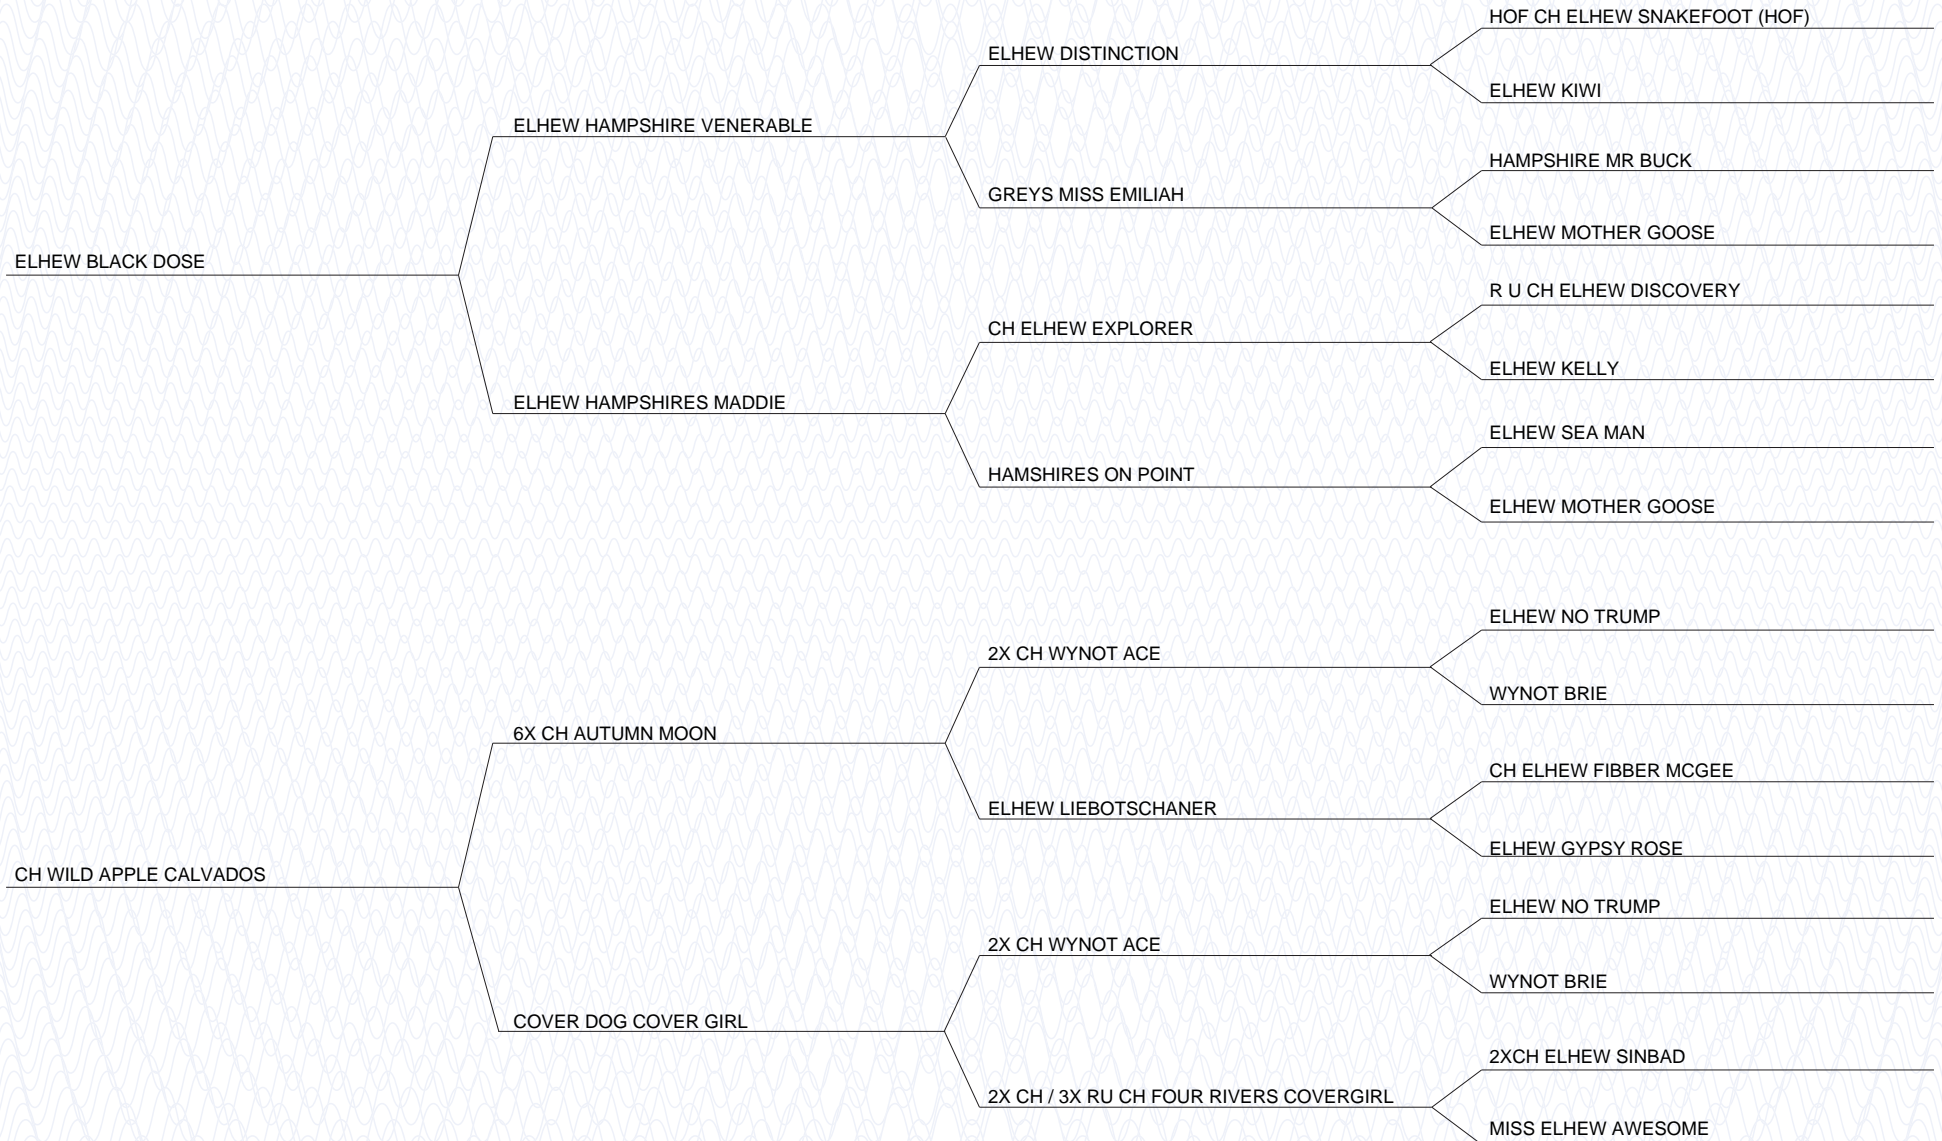 HOF CH ELHEW SNAKEFOOT (HOF)
ELHEW DISTINCTION
ELHEW KIWI
ELHEW HAMPSHIRE VENERABLE
HAMPSHIRE MR BUCK
GREYS MISS EMILIAH
ELHEW MOTHER GOOSE
ELHEW BLACK DOSE
R U CH ELHEW DISCOVERY
CH ELHEW EXPLORER
ELHEW KELLY
ELHEW HAMPSHIRES MADDIE
ELHEW SEA MAN
HAMSHIRES ON POINT
ELHEW MOTHER GOOSE
ELHEW NO TRUMP
2X CH WYNOT ACE
WYNOT BRIE
6X CH AUTUMN MOON
CH ELHEW FIBBER MCGEE
ELHEW LIEBOTSCHANER
ELHEW GYPSY ROSE
CH WILD APPLE CALVADOS
ELHEW NO TRUMP
2X CH WYNOT ACE
WYNOT BRIE
COVER DOG COVER GIRL
2XCH ELHEW SINBAD
2X CH / 3X RU CH FOUR RIVERS COVERGIRL
MISS ELHEW AWESOME